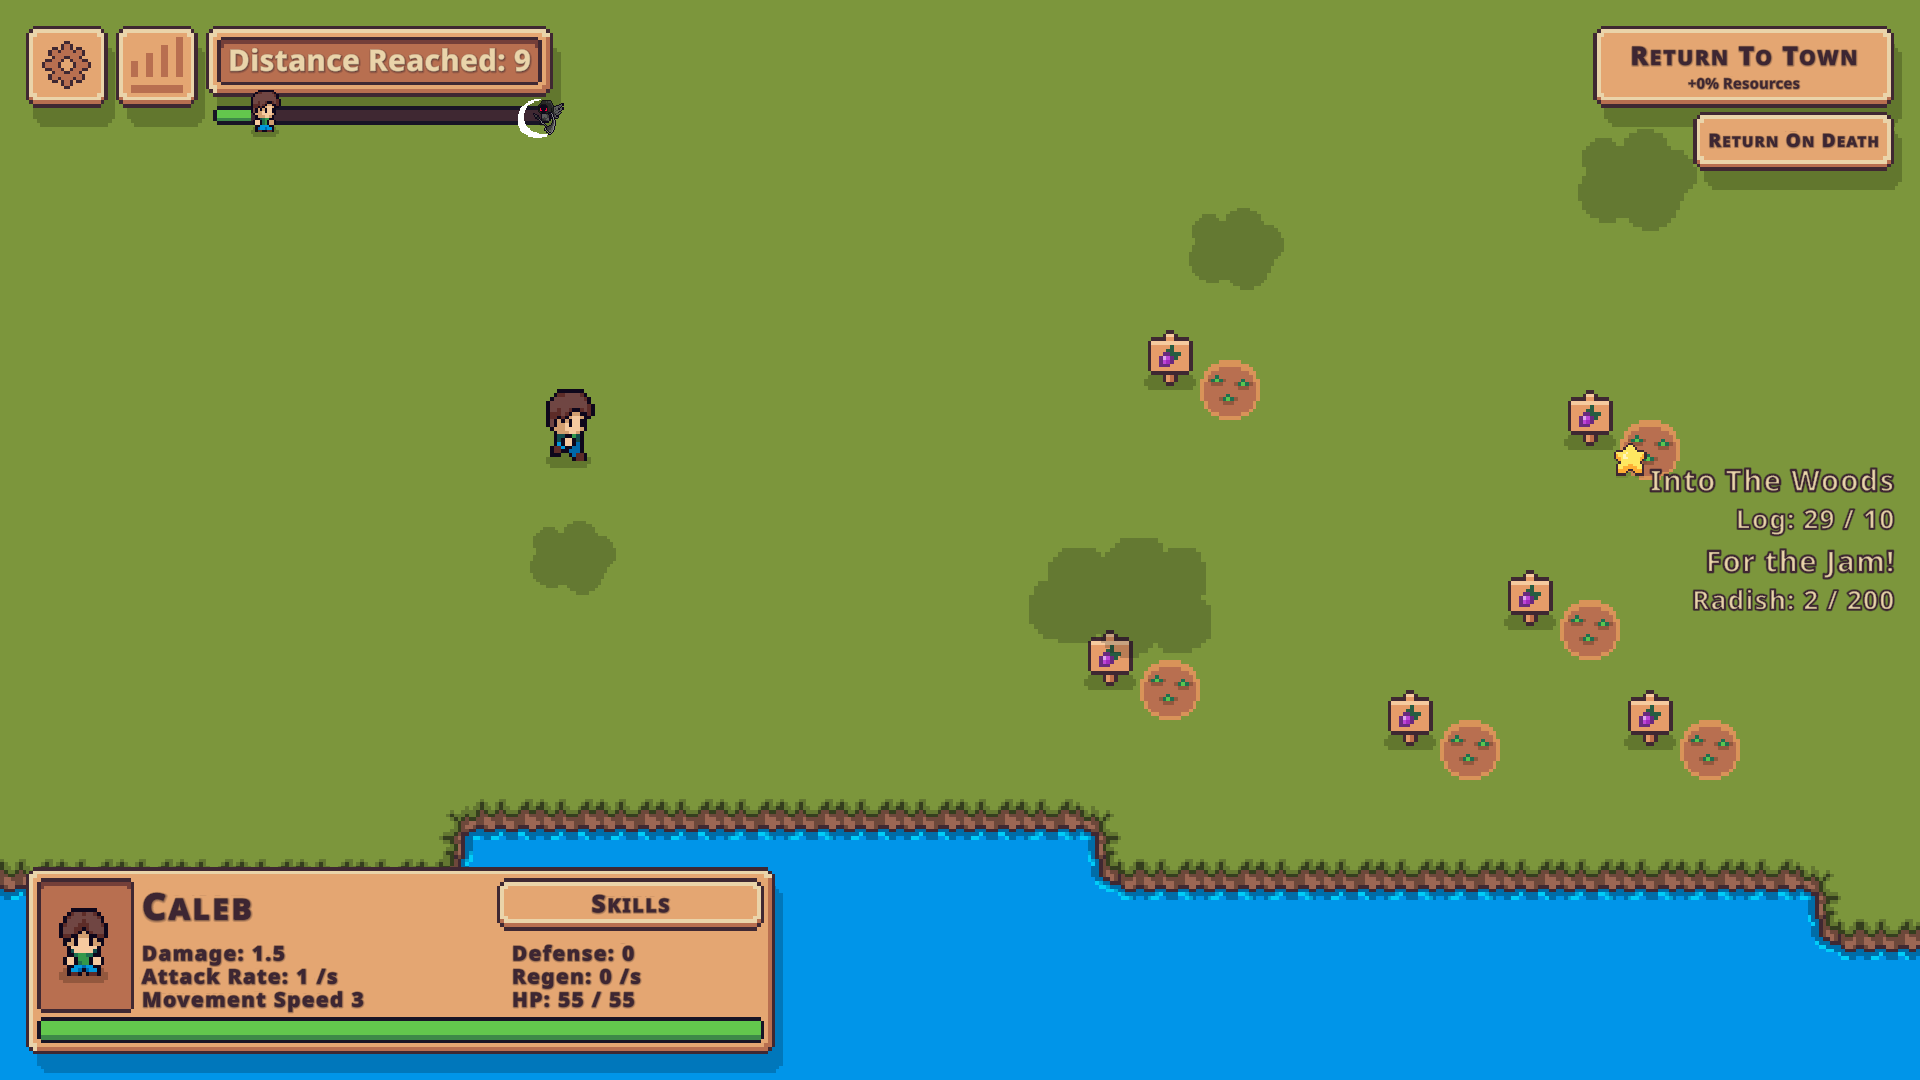 Distance Reached: 9
Return To Town
+0% Resources
Return On Death
Into The Woods
Log: 29 / 10
For the Jam!
Radish: 2 / 200
Caleb
Skills
Damage: 1.5
Defense: 0
Attack Rate: 1 /s
Regen: 0 /s
Movement Speed 3
HP: 55 / 55